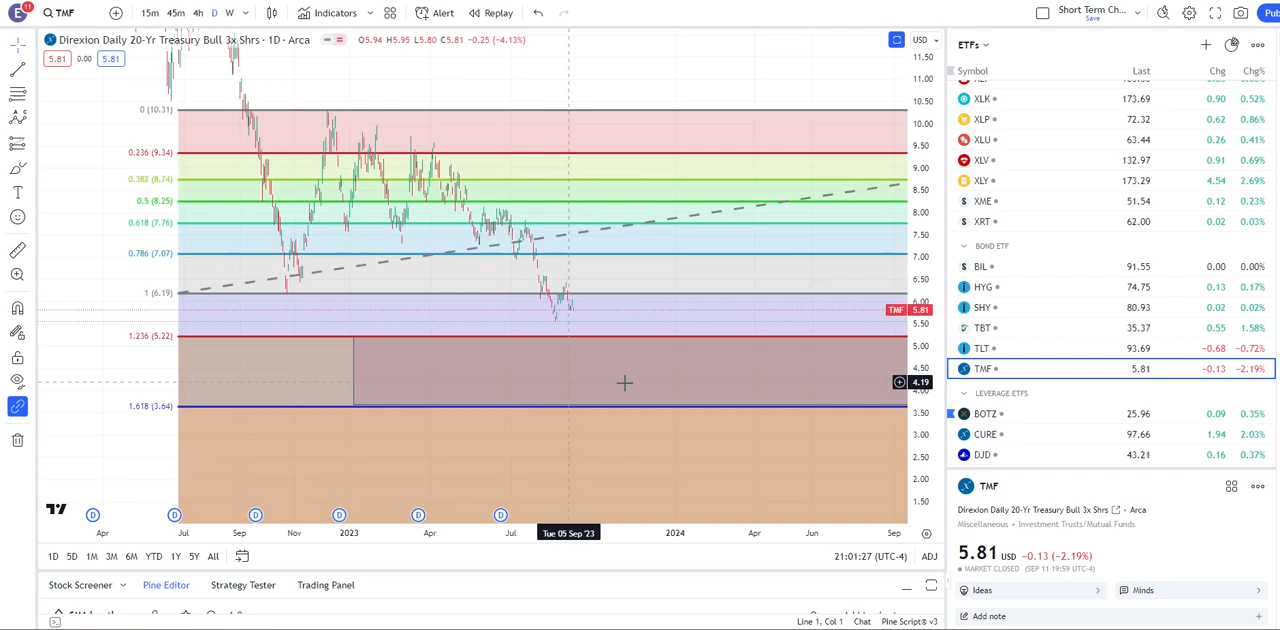 E 11 TMF 15m 45m 4h D W Indicators Alert Replay Short Term Ch... Save Pu
Direxion Daily 20-Yr Treasury Bull 3x Shrs · 1D · Arca O5.94 H5.95 L5.80 C5.81 -0.25 (-4.13%) USD
5.81 0.00 5.81
11.50
11.00
10.50
0 (10.31)
10.00
9.50
0.236 (9.34)
9.00
0.382 (8.74)
8.50
0.5 (8.25)
8.00
0.618 (7.76)
7.50
0.786 (7.07)
7.00
6.50
1 (6.19)
6.00
TMF 5.81
5.50
1.236 (5.22)
5.00
4.50
4.19
4.00
1.618 (3.64)
3.50
3.00
2.50
2.00
1.50
D D D D D D
Apr Jul Sep Nov 2023 Apr Jul Tue 05 Sep '23 2024 Apr Jun Sep
1D 5D 1M 3M 6M YTD 1Y 5Y All 21:01:27 (UTC-4) ADJ
Stock Screener Pine Editor Strategy Tester Trading Panel
Line 1, Col 1 Chat Pine Script® v3
ETFs
Symbol Last Chg Chg%
XLK 173.69 0.90 0.52%
XLP 72.32 0.62 0.86%
XLU 63.44 0.26 0.41%
XLV 132.97 0.91 0.69%
XLY 173.29 4.54 2.69%
XME 51.54 0.12 0.23%
XRT 62.00 0.02 0.03%
BOND ETF
BIL 91.55 0.00 0.00%
HYG 74.75 0.13 0.17%
SHY 80.93 0.02 0.02%
TBT 35.37 0.55 1.58%
TLT 93.69 −0.68 −0.72%
TMF 5.81 −0.13 −2.19%
LEVERAGE ETFS
BOTZ 25.96 0.09 0.35%
CURE 97.66 1.94 2.03%
DJD 43.21 0.16 0.37%
TMF
Direxion Daily 20-Yr Treasury Bull 3x Shrs · Arca
Miscellaneous · Investment Trusts/Mutual Funds
5.81 USD −0.13 (−2.19%)
MARKET CLOSED (SEP 11 19:59 UTC-4)
Ideas Minds
Add note